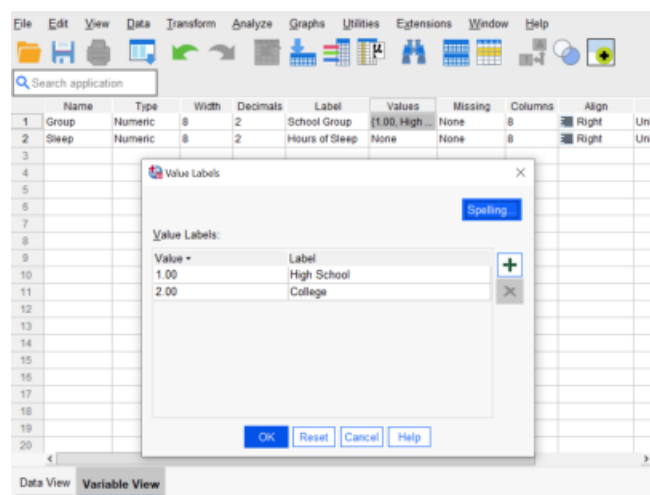 File Edit View Data Transform Analyze Graphs Utilities Extensions Window Help
Search application
Name Type Width Decimals Label Values Missing Columns Align
1 Group Numeric 8 2 School Group {1.00, High ... None 8 Right Un
2 Sleep Numeric 8 2 Hours of Sleep None None 8 Right Un
3
4
Value Labels
5
6
Spelling...
7
8
Value Labels:
9
Value Label
10
1.00 High School
11
2.00 College
12
13
14
15
16
17
18
19
OK Reset Cancel Help
20
Data View Variable View